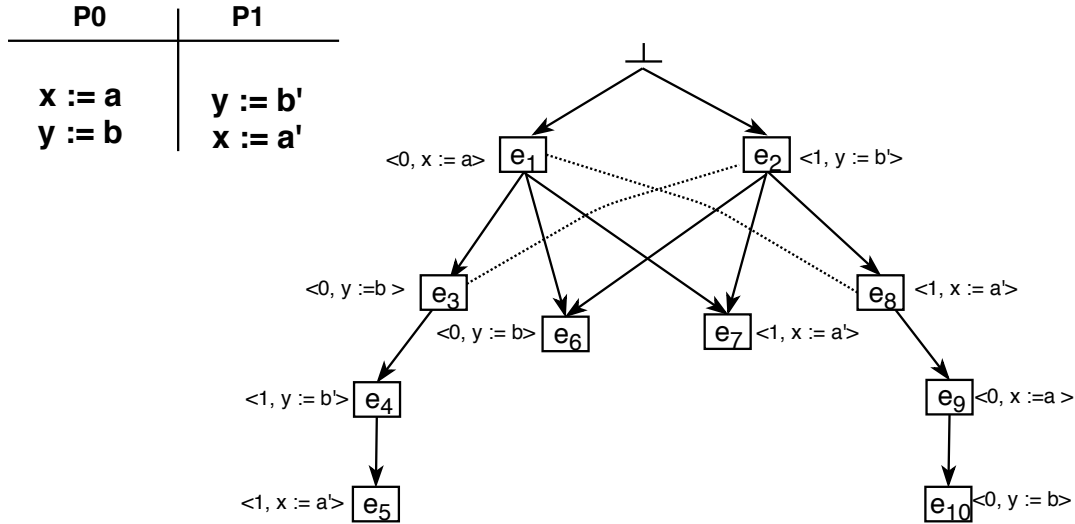 P0 P1
x := a y := b'
y := b x := a'
⊥
<0, x := a> e1 e2 <1, y := b'>
<0, y :=b > e3 e8 <1, x := a'>
<0, y := b> e6 e7 <1, x := a'>
<1, y := b'> e4 e9 <0, x :=a >
<1, x := a'> e5 e10 <0, y := b>